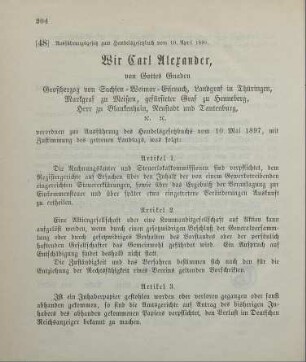 204
[48] Ausführungsgesetz zum Handelsgesetzbuch vom 10. April 1899.
Wir Carl Alexander,
von Gottes Gnaden
Großherzog von Sachsen-Weimar-Eisenach, Landgraf in Thüringen,
Markgraf zu Meißen, gefürsteter Graf zu Henneberg,
Herr zu Blankenhain, Neustadt und Tautenburg,
ꝛc. ꝛc.
verordnen zur Ausführung des Handelsgesetzbuchs vom 10. Mai 1897, mit
Zustimmung des getreuen Landtags, was folgt:
Artikel 1.
Die Rechnungsämter und Steuerlokalkommissionen sind verpflichtet, den
Registergerichten auf Ersuchen über den Inhalt der von einem Gewerbetreibenden
eingereichten Steuererklärungen, sowie über das Ergebniß der Veranlagung zur
Einkommensteuer und über etwa eingetretene Veränderungen Auskunft zu
ertheilen.
Artikel 2.
Eine Aktiengesellschaft oder eine Kommanditgesellschaft auf Aktien kann
aufgelöst werden, wenn durch gesetzwidrigen Beschluß der Generalversamm-
lung oder durch gesetzwidriges Verhalten des Vorstandes oder der persönlich
haftenden Gesellschafter das Gemeinwohl gefährdet wird. Ein Anspruch auf
Entschädigung findet nicht statt.
Die Zuständigkeit und das Verfahren bestimmen sich nach den für die
Entziehung der Rechtsfähigkeit eines Vereins geltenden Vorschriften.
Artikel 3.
Ist ein Inhaberpapier gestohlen worden oder verloren gegangen oder sonst
abhanden gekommen, so sind die Amtsgerichte auf Antrag des bisherigen In-
habers des abhanden gekommenen Papiers verpflichtet, den Verlust im Deutschen
Reichsanzeiger bekannt zu machen.